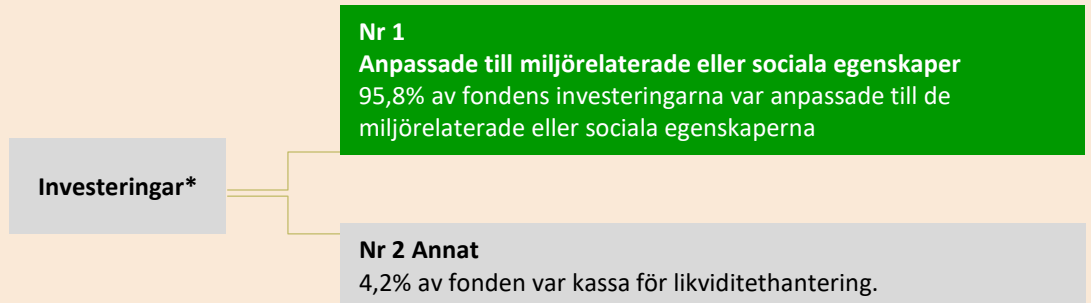 Nr 1
Anpassade till miljörelaterade eller sociala egenskaper
95,8% av fondens investeringarna var anpassade till de
miljörelaterade eller sociala egenskaperna
Investeringar*
Nr 2 Annat
4,2% av fonden var kassa för likviditethantering.